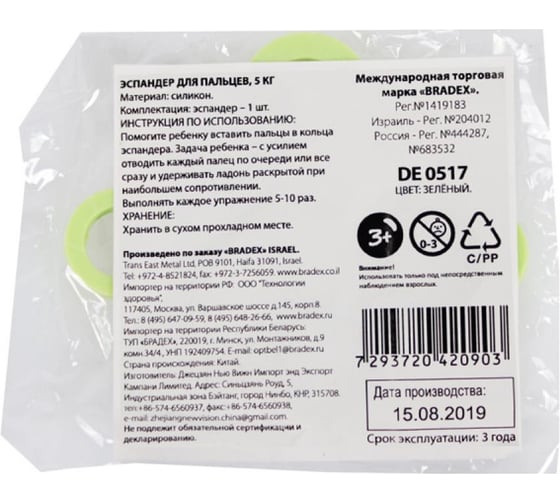 ЭСПАНДЕР ДЛЯ ПАЛЬЦЕВ, 5 КГ
Материал: силикон.
Комплектация: эспандер – 1 шт.
ИНСТРУКЦИЯ ПО ИСПОЛЬЗОВАНИЮ:
Помогите ребенку вставить пальцы в кольца
эспандера. Задача ребенка – с усилием
отводить каждый палец по очереди или все
сразу и удерживать ладонь раскрытой при
наибольшем сопротивлении.
Выполнять каждое упражнение 5-10 раз.
ХРАНЕНИЕ:
Хранить в сухом прохладном месте.
Произведено по заказу «BRADEX» ISRAEL.
Trans East Metal Ltd, POB 9101, Haifa 31091, Israel.
Tel: +972-4-8521824, fax: +972-3-7256059. www.bradex.co.il
Импортер на территории РФ: ООО "Технологии
здоровья",
117405, Москва, ул. Варшавское шоссе д.145, корп.8.
Тел.: 8 (495) 647-09-59, 8 (495) 648-26-66, www.bradex.ru
Импортер на территории Республики Беларусь:
ТУП «БРАДЕХ», 220019, г. Минск, ул. Монтажников, д.9
комн.34/4 , УНП 192409754. E-mail: optbel1@bradex.ru
Страна происхождения: Китай.
Изготовитель: Джецзян Нью Вижн Импорт энд Экспорт
Кампани Лимитед. Адрес: Синьцзянь Роуд, 5,
Индустриальная зона Бэйтанг, город Нинбо, КНР, 315708.
тел:+86-574-6560937, факс:+86-574-6560938,
e-mail: zhejiangnewvision.china@gmail.com
Не подлежит обязательной сертификации и
декларированию.
Международная торговая
марка «BRADEX».
Рег.№1419183
Израиль - Рег. №204012
Россия - Рег. №444287,
№683532
DE 0517
ЦВЕТ: ЗЕЛЁНЫЙ.
3+
0-3
C/PP
Внимание!
Использовать только под непосредственным
наблюдением взрослых.
7 293720 420903
Дата производства:
15.08.2019
Срок эксплуатации: 3 года